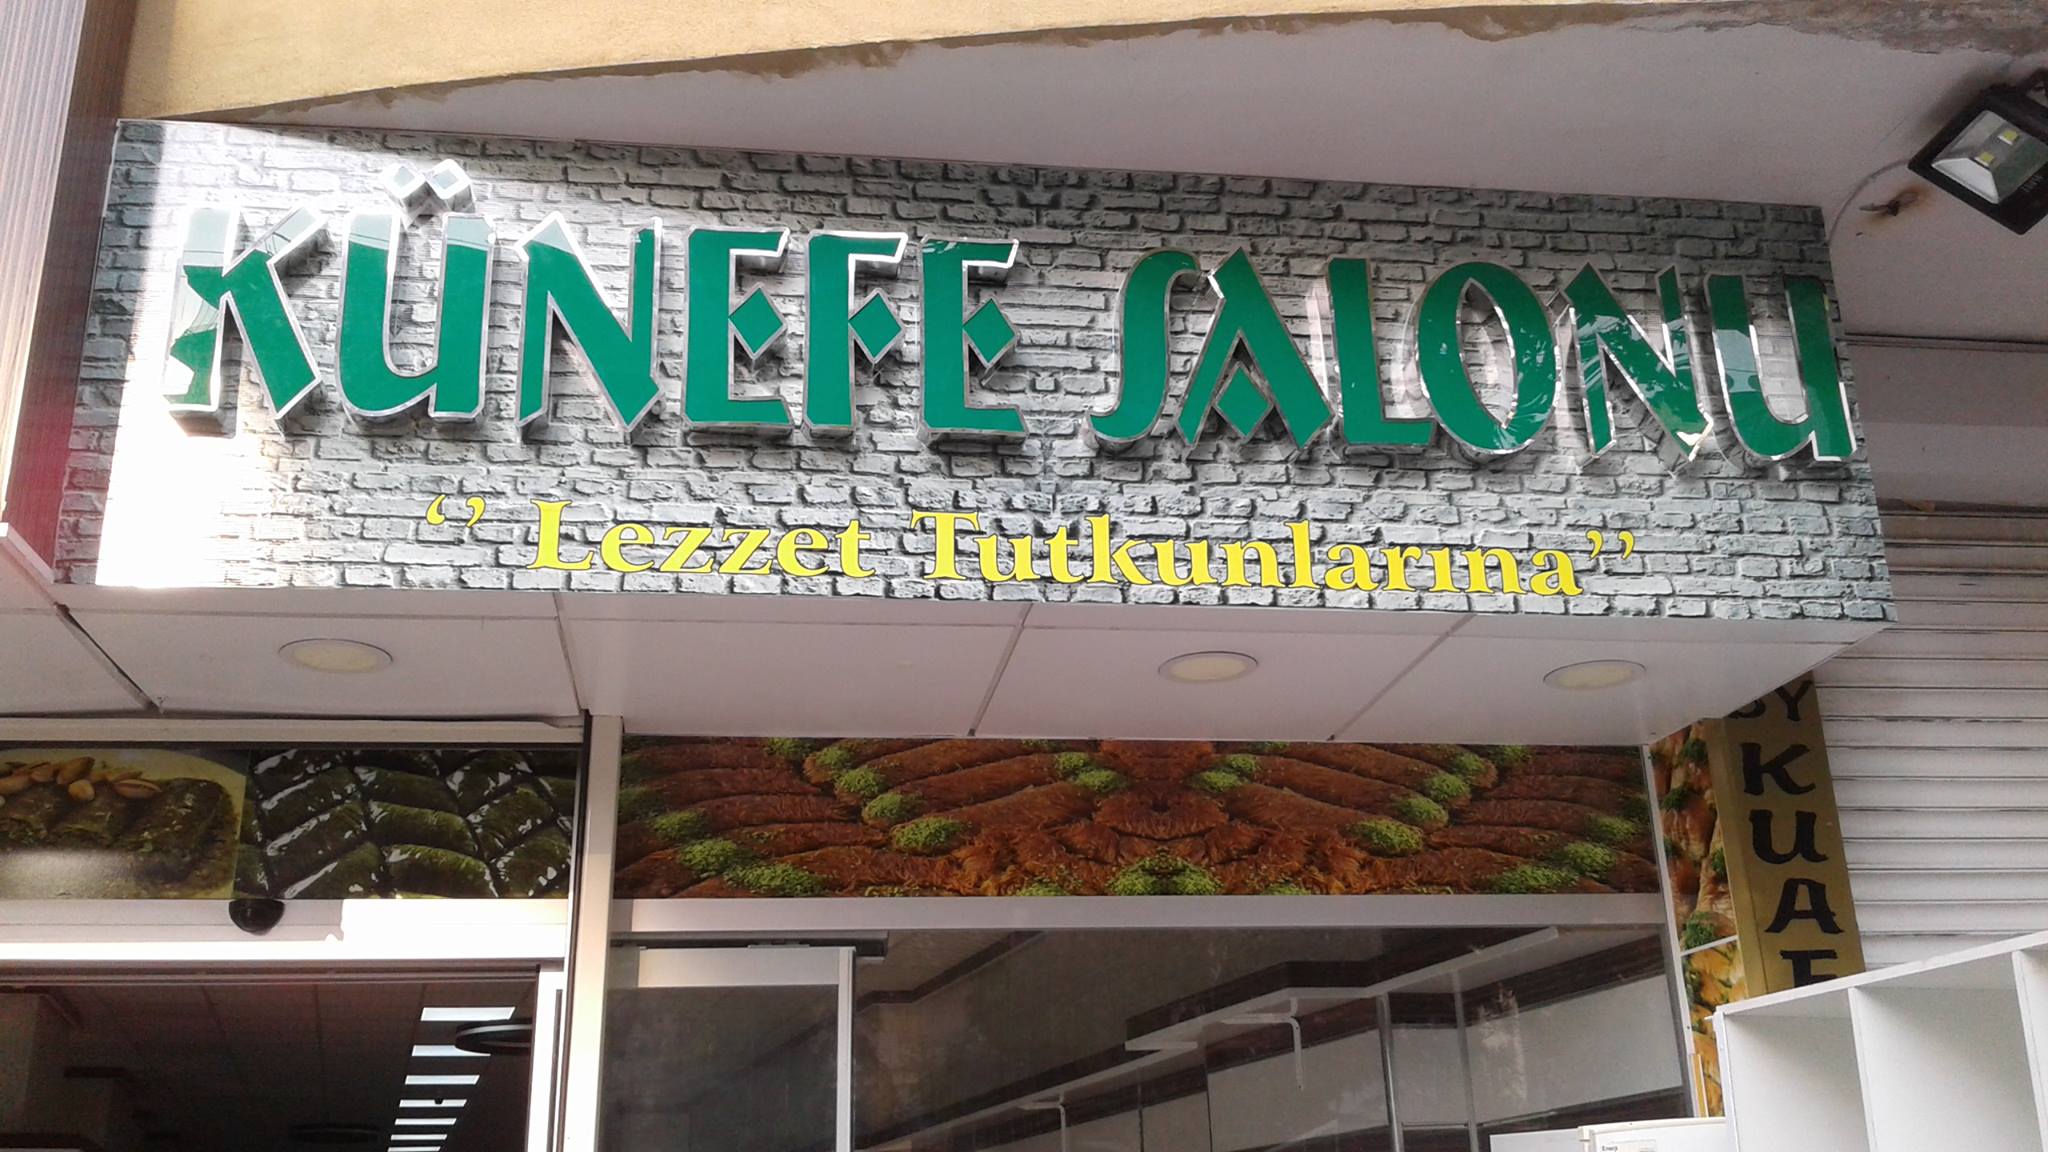 KÜNEFE SALONU
‘’ Lezzet Tutkunlarına’’